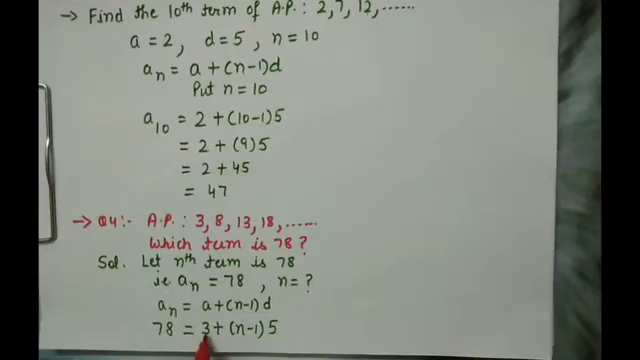 → Find the 10th term of A.P. : 2, 7, 12, ......
a = 2, d = 5, n = 10
aₙ = a + (n-1)d
Put n = 10
a₁₀ = 2 + (10-1)5
= 2 + (9)5
= 2 + 45
= 47
→ Q4:- A.P. : 3, 8, 13, 18, ......
Which term is 78?
Sol. Let nth term is 78
ie aₙ = 78, n = ?
aₙ = a + (n-1)d
78 = 3 + (n-1)5